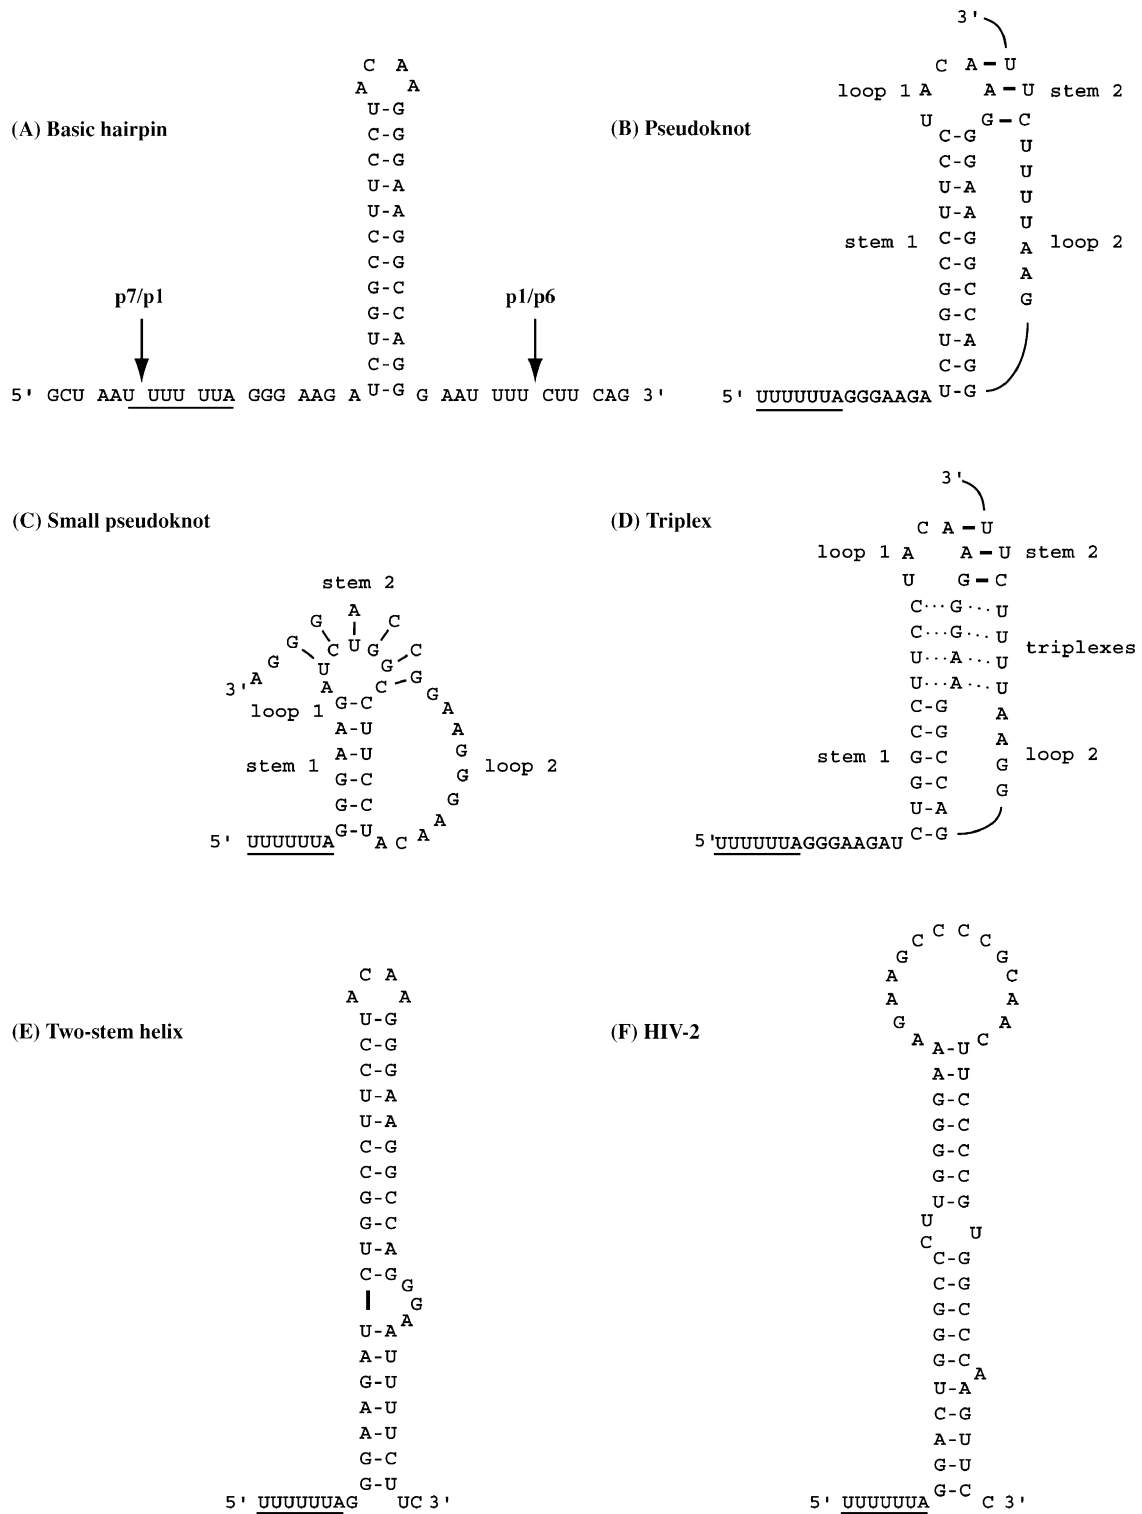 (A) Basic hairpin
C A
A A
U-G
C-G
C-G
U-A
U-A
C-G
C-G
G-C
G-C
U-A
C-G
U-G
p7/p1
p1/p6
5' GCU AAU UUU UUA GGG AAG A
G AAU UUU CUU CAG 3'
(B) Pseudoknot
3'
C A-U
loop 1 A A-U stem 2
U G-C
C-G U
C-G U
U-A U
U-A U
stem 1 C-G A loop 2
C-G A
G-C G
G-C
U-A
C-G
U-G
5' UUUUUUAGGGAAGA
(C) Small pseudoknot
stem 2
3'A G G G A C C
A U C U G G C G
loop 1
G-C G
A-U A
stem 1 A-U A loop 2
G-C G
G-C G
G-U G
A C A A
5' UUUUUUA
(D) Triplex
3'
C A-U
loop 1 A A-U stem 2
U G-C
C···G···U
C···G···U triplexes
U···A···U
U···A···U
C-G A
C-G A
stem 1 G-C G loop 2
G-C G
U-A
C-G
5'UUUUUUAGGGAAGAU
(E) Two-stem helix
C A
A A
U-G
C-G
C-G
U-A
U-A
C-G
C-G
G-C
G-C
U-A
C-G G
G
U-A A
A-U
G-U
A-U
A-U
G-C
G-U
5' UUUUUUAG UC3'
(F) HIV-2
C C C C
G G
A C
A A
G A
A A-U C
A-U
G-C
G-C
G-C
G-C
U-G
U U
C
C-G
C-G
G-C
G-C
G-C A
U-A
C-G
A-U
G-U
G-C
5' UUUUUUA C 3'